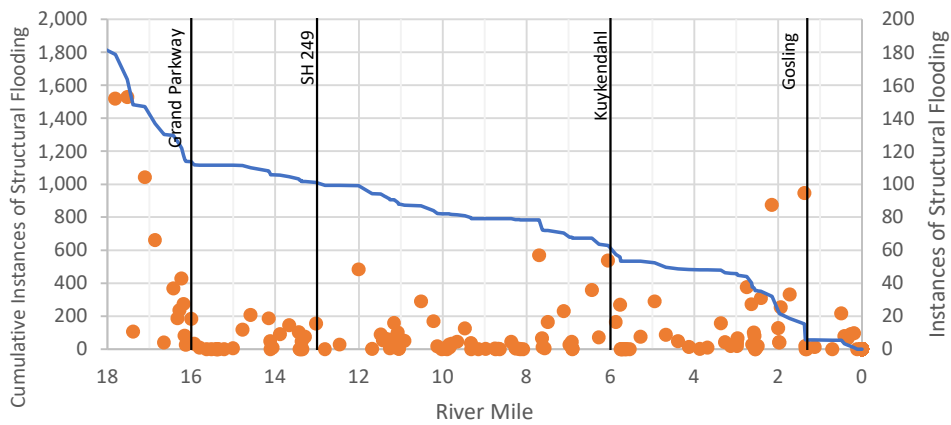 Cumulative Instances of Structural Flooding
2,000
1,800
1,600
1,400
1,200
1,000
800
600
400
200
0
Grand Parkway
SH 249
Kuykendahl
Gosling
200
180
160
140
120
100
80
60
40
20
0
Instances of Structural Flooding
18 16 14 12 10 8 6 4 2 0
River Mile